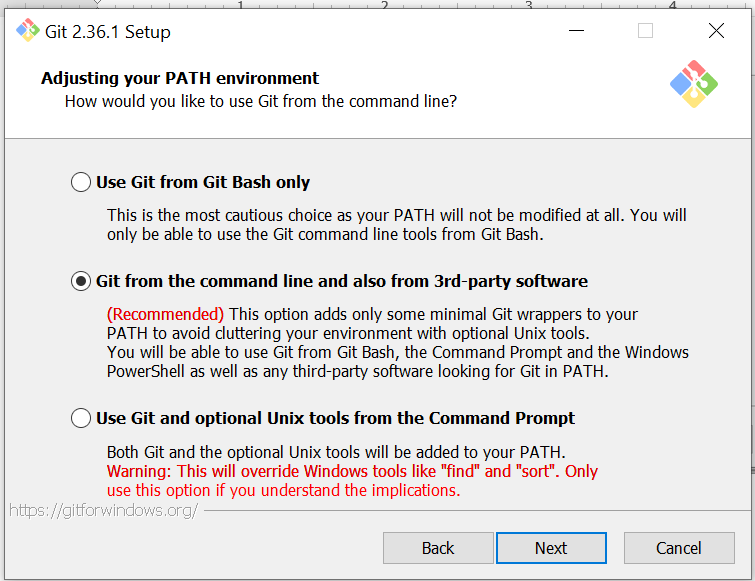 1 2 3 4
Git 2.36.1 Setup
Adjusting your PATH environment
How would you like to use Git from the command line?
Use Git from Git Bash only
This is the most cautious choice as your PATH will not be modified at all. You will
only be able to use the Git command line tools from Git Bash.
Git from the command line and also from 3rd-party software
(Recommended) This option adds only some minimal Git wrappers to your
PATH to avoid cluttering your environment with optional Unix tools.
You will be able to use Git from Git Bash, the Command Prompt and the Windows
PowerShell as well as any third-party software looking for Git in PATH.
Use Git and optional Unix tools from the Command Prompt
Both Git and the optional Unix tools will be added to your PATH.
Warning: This will override Windows tools like "find" and "sort". Only
use this option if you understand the implications.
https://gitforwindows.org/
Back Next Cancel